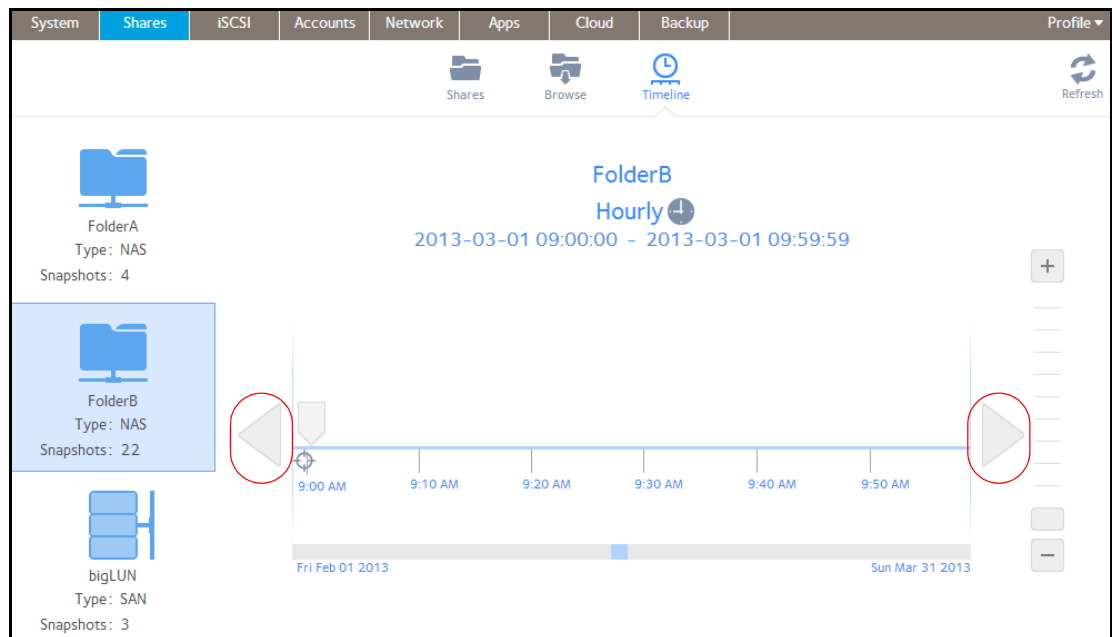 System Shares iSCSI Accounts Network Apps Cloud Backup Profile ▾
Shares Browse Timeline Refresh
FolderA
Type: NAS
Snapshots: 4
FolderB
Type: NAS
Snapshots: 22
bigLUN
Type: SAN
Snapshots: 3
FolderB
Hourly
2013-03-01 09:00:00 - 2013-03-01 09:59:59
+
9:00 AM 9:10 AM 9:20 AM 9:30 AM 9:40 AM 9:50 AM
−
Fri Feb 01 2013 Sun Mar 31 2013